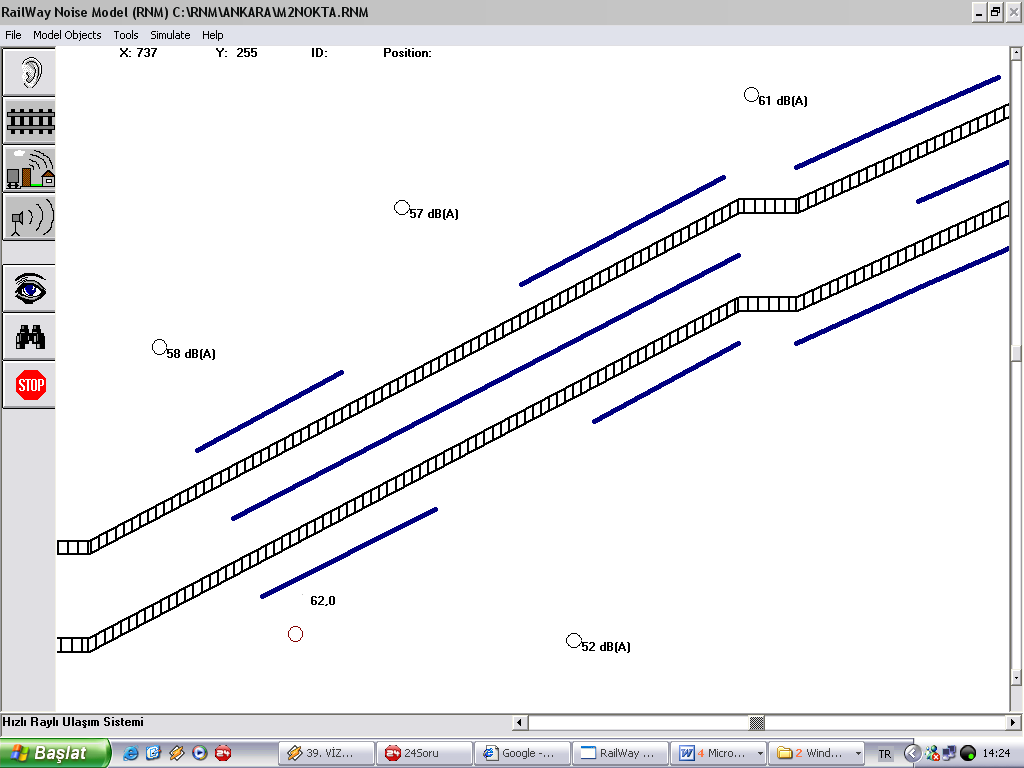 RailWay Noise Model (RNM) C:\RNM\ANKARA\M2NOKTA.RNM
File Model Objects Tools Simulate Help
X: 737 Y: 255 ID: Position:
61 dB(A)
57 dB(A)
58 dB(A)
STOP
62,0
52 dB(A)
Hızlı Raylı Ulaşım Sistemi
Başlat 39. VİZ... 24Soru Google -... RailWay ... 4 Micro... 2 Wind... TR 14:24